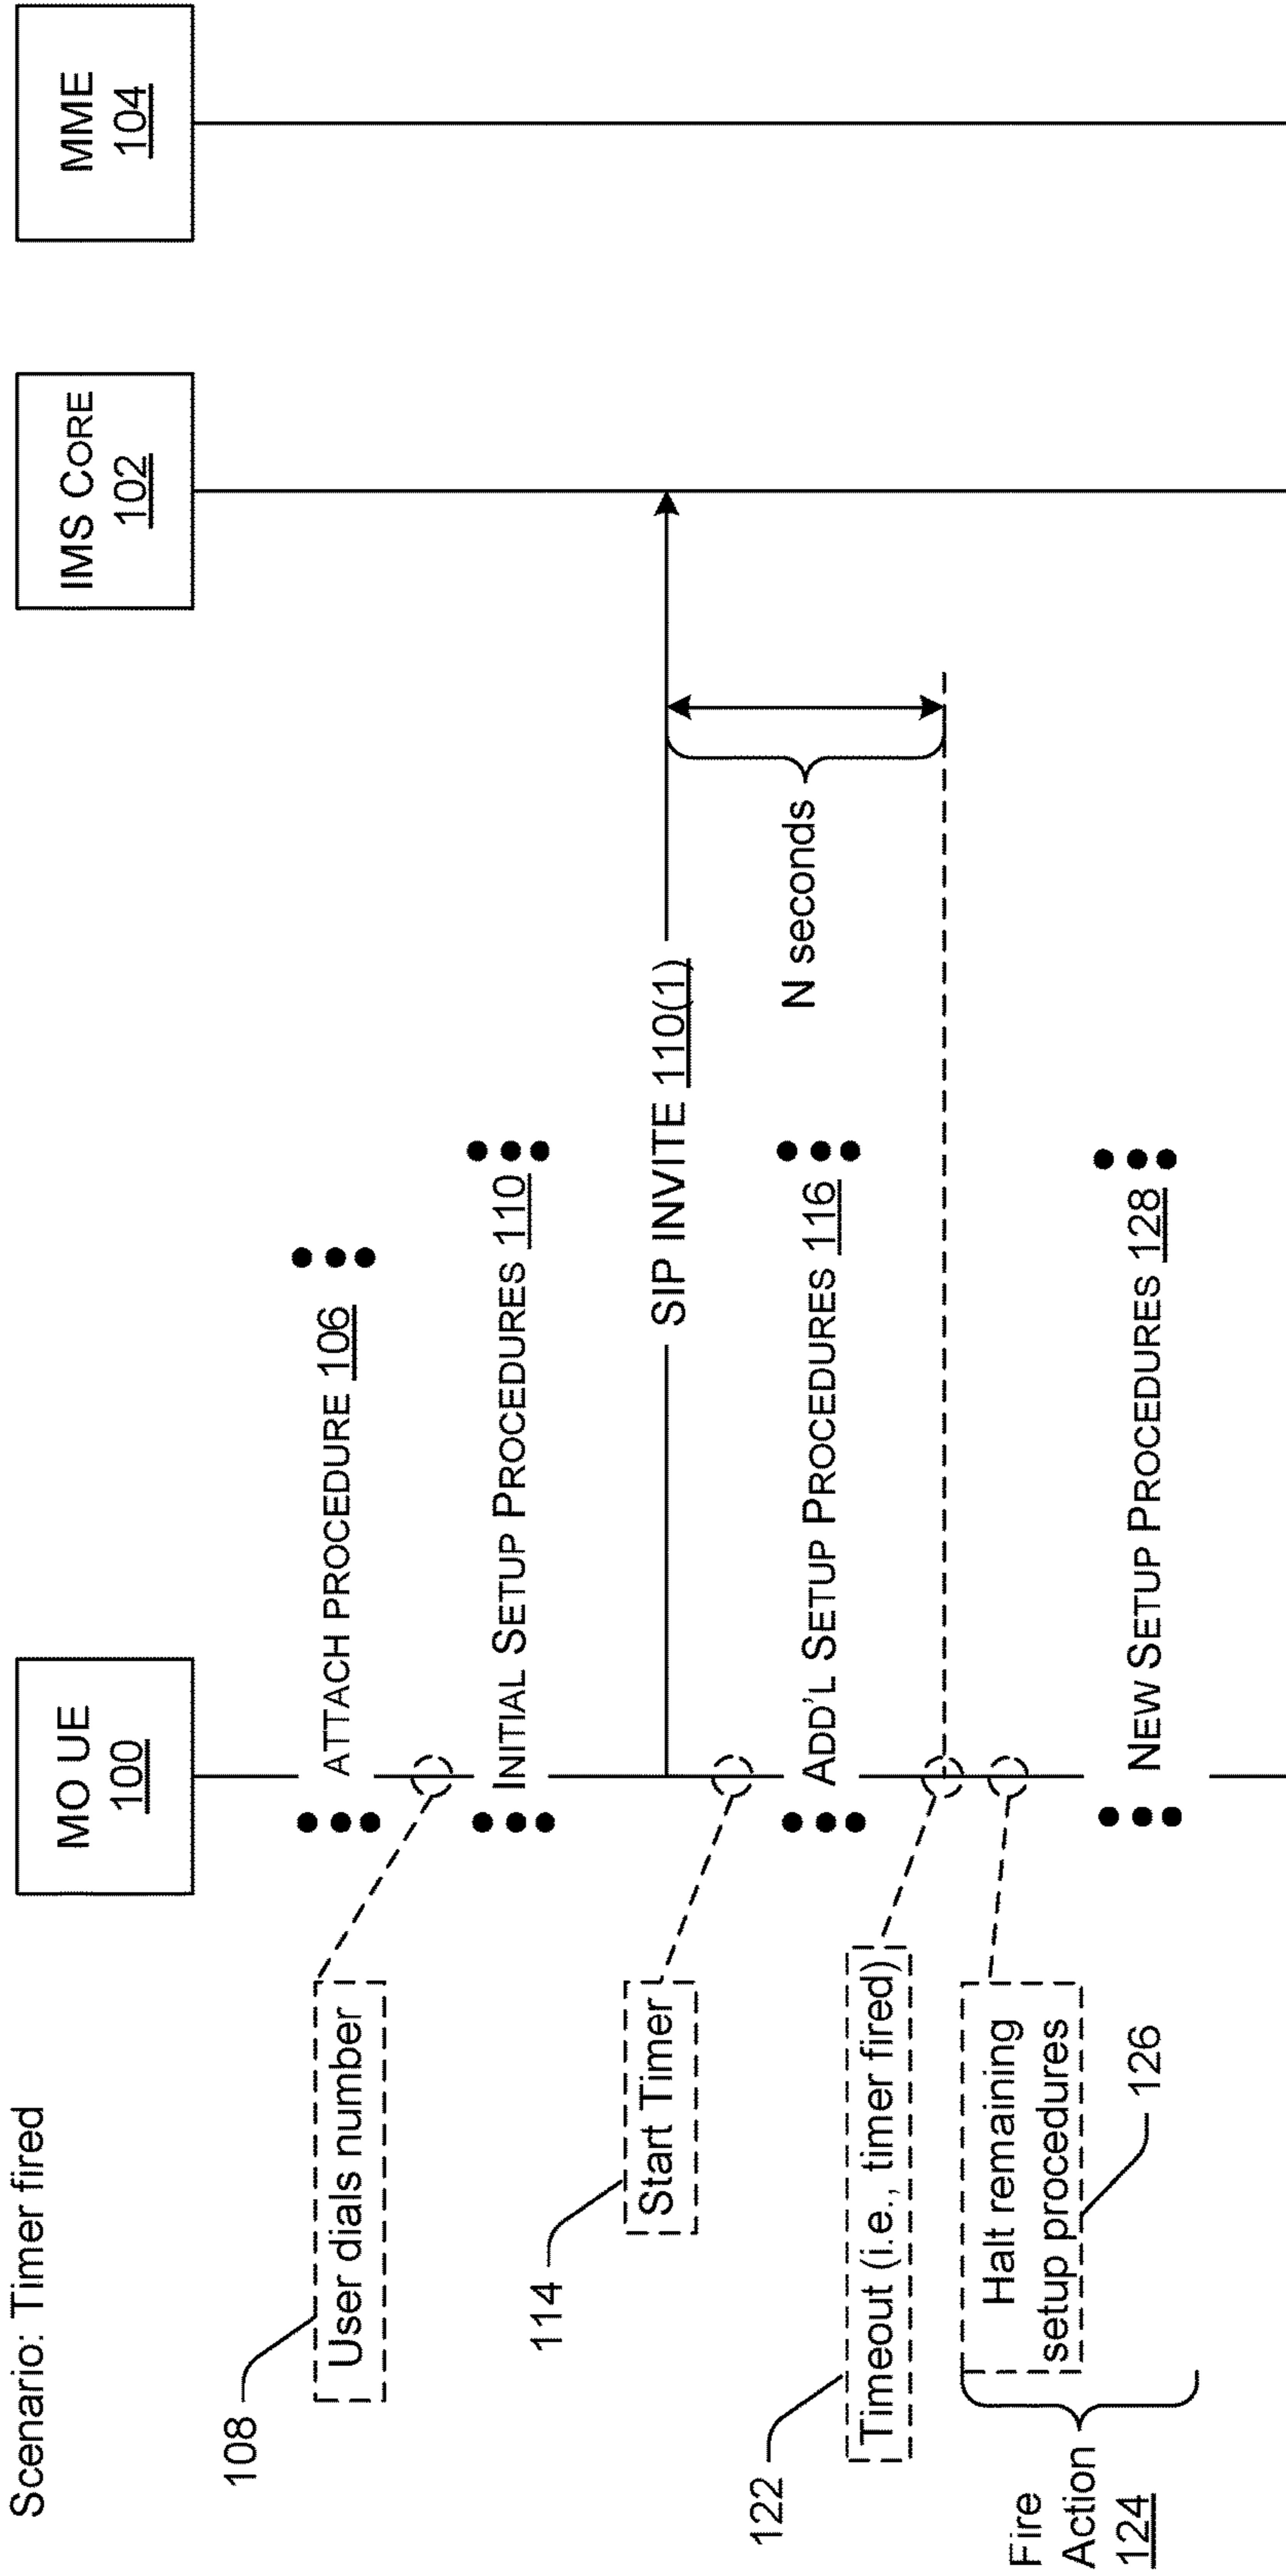 Scenario: Timer fired
MO UE
100
IMS CORE
102
MME
104
ATTACH PROCEDURE 106
108
User dials number
INITIAL SETUP PROCEDURES 110
SIP INVITE 110(1)
114
Start Timer
ADD'L SETUP PROCEDURES 116
N seconds
122
Timeout (i.e., timer fired)
Halt remaining
setup procedures
126
Fire
Action
124
NEW SETUP PROCEDURES 128